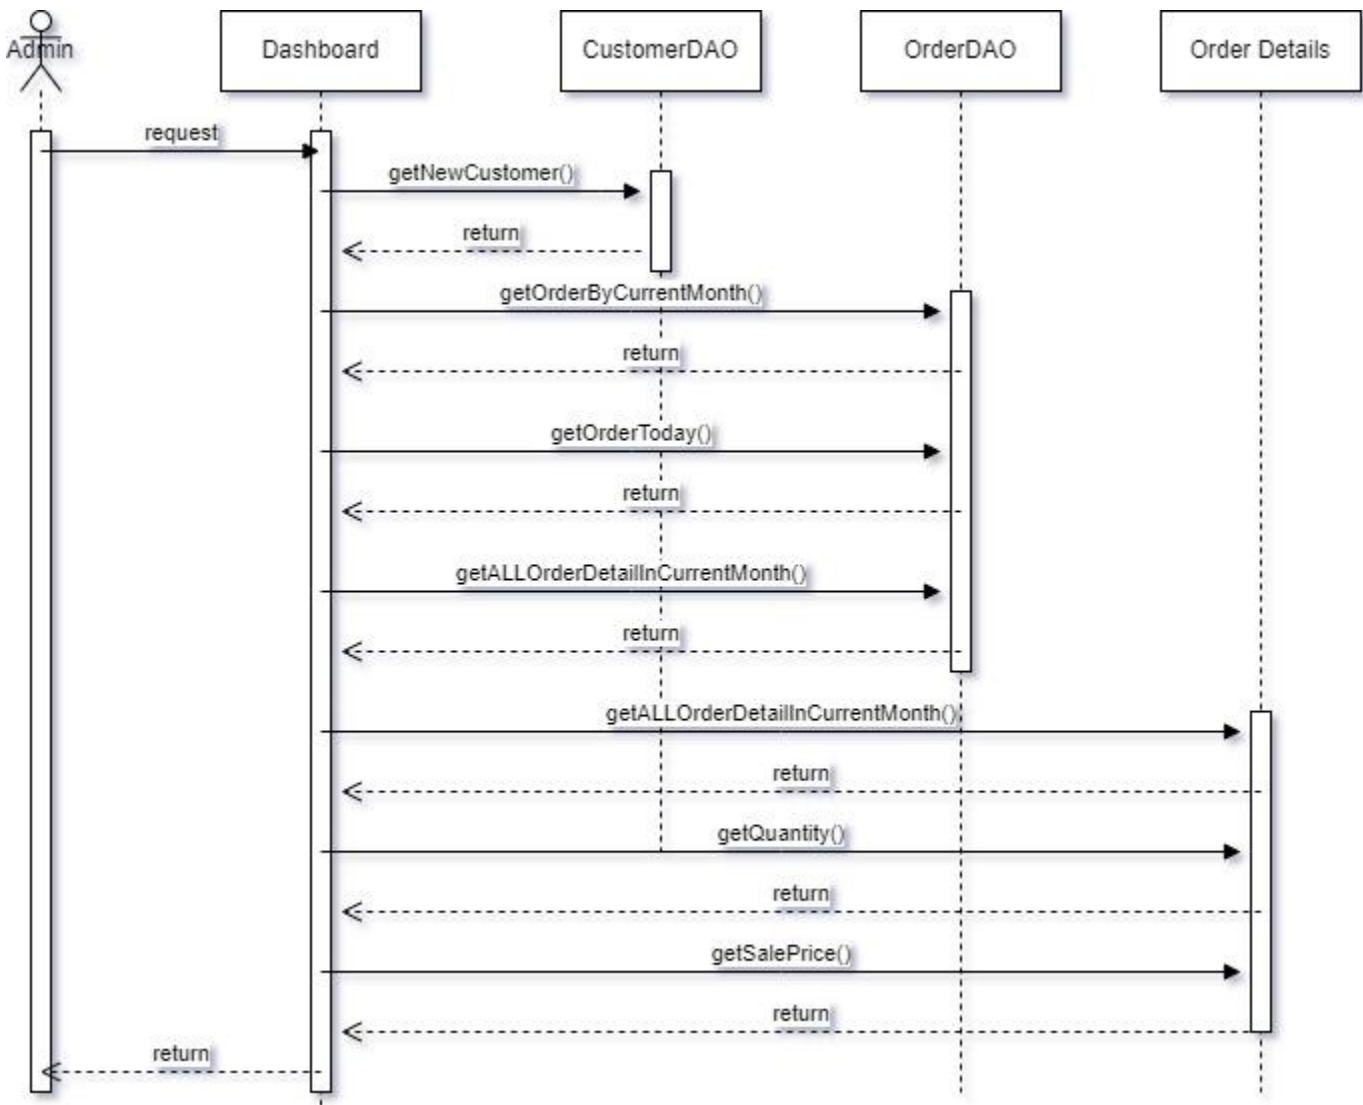 Admin
Dashboard
CustomerDAO
OrderDAO
Order Details
request
getNewCustomer()
return
getOrderByCurrentMonth()
return
getOrderToday()
return
getALLOrderDetailInCurrentMonth()
return
getALLOrderDetailInCurrentMonth()
return
getQuantity()
return
getSalePrice()
return
return